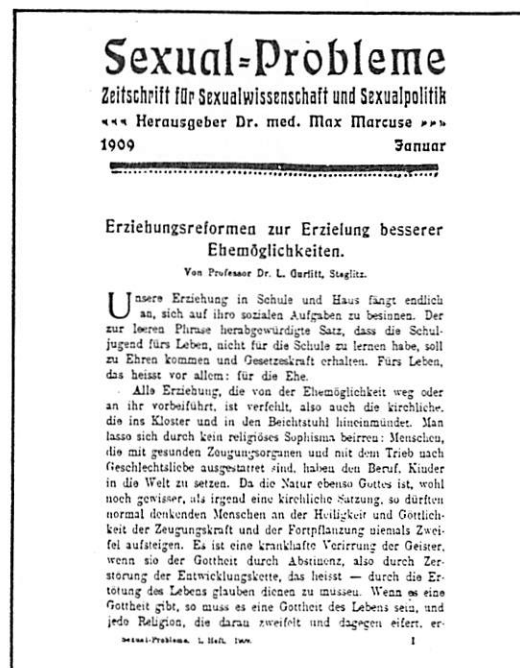 Sexual=Probleme
Zeitschrift für Sexualwissenschaft und Sexualpolitik
Herausgeber Dr. med. Max Marcuse
1909 Januar
Erziehungsreformen zur Erzielung besserer
Ehemöglichkeiten.
Von Professor Dr. L. Gurlitt, Steglitz.
Unsere Erziehung in Schule und Haus fängt endlich
an, sich auf ihre sozialen Aufgaben zu besinnen. Der
zur leeren Phrase herabgewürdigte Satz, dass die Schul-
jugend fürs Leben, nicht für die Schule zu lernen habe, soll
zu Ehren kommen und Gesetzeskraft erhalten. Fürs Leben,
das heisst vor allem: für die Ehe.
Alle Erziehung, die von der Ehemöglichkeit weg oder
an ihr vorbeiführt, ist verfehlt, also auch die kirchliche,
die ins Kloster und in den Beichtstuhl hineinmündet. Man
lasse sich durch kein religiöses Sophisma beirren: Menschen,
die mit gesunden Zeugungsorganen und mit dem Trieb nach
Geschlechtsliebe ausgestattet sind, haben den Beruf, Kinder
in die Welt zu setzen. Da die Natur ebenso Gottes ist, wohl
noch gewisser, als irgend eine kirchliche Satzung, so dürften
normal denkenden Menschen an der Heiligkeit und Göttlich-
keit der Zeugungskraft und der Fortpflanzung niemals Zwei-
fel aufsteigen. Es ist eine krankhafte Verirrung der Geister,
wenn sie der Gottheit durch Abstinenz, also durch Zer-
störung der Entwicklungskette, das heisst — durch die Er-
tötung des Lebens glauben dienen zu müssen. Wenn es eine
Gottheit gibt, so muss es eine Gottheit des Lebens sein, und
jede Religion, die daran zweifelt und dagegen eifert, er-
Sexual-Probleme. 1. Heft. 1909. 1